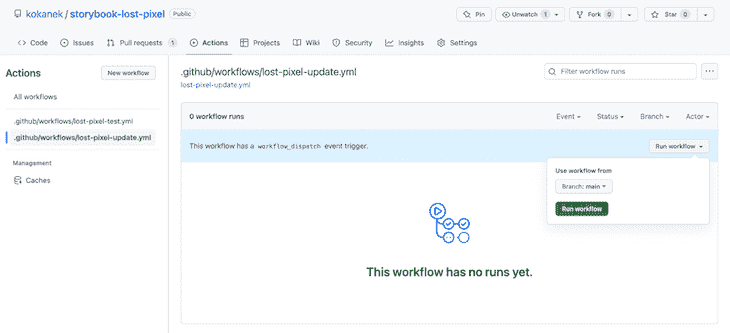 kokanek / storybook-lost-pixel Public
Pin Unwatch 1 Fork 0 Star 0
Code Issues Pull requests 1 Actions Projects Wiki Security Insights Settings
Actions New workflow
All workflows
.github/workflows/lost-pixel-test.yml
.github/workflows/lost-pixel-update.yml
Management
Caches
.github/workflows/lost-pixel-update.yml
lost-pixel-update.yml
Filter workflow runs
0 workflow runs Event Status Branch Actor
This workflow has a workflow_dispatch event trigger. Run workflow
Use workflow from
Branch: main
Run workflow
This workflow has no runs yet.